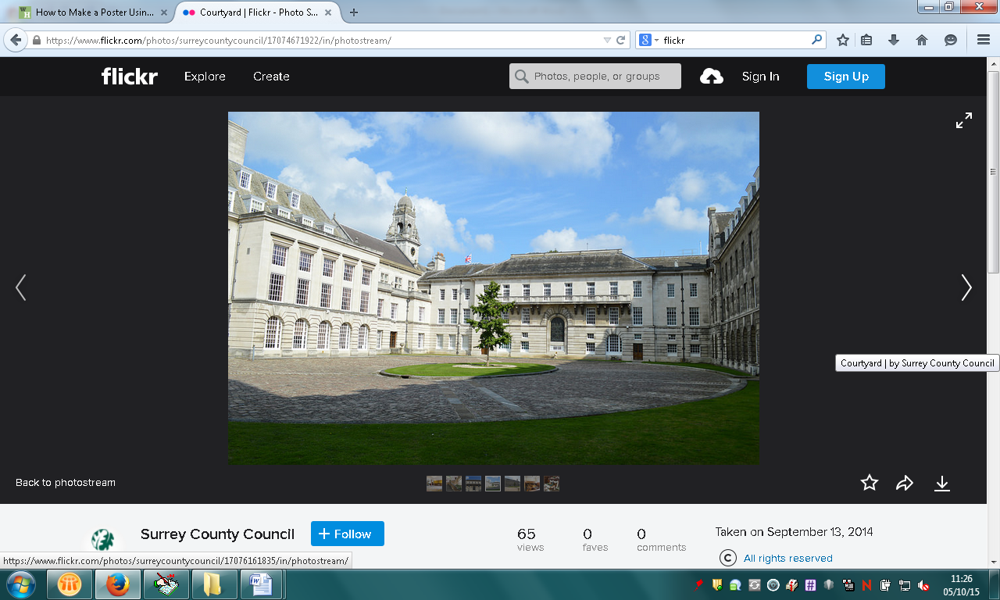 How to Make a Poster Usin...
Courtyard | Flickr - Photo S...
https://www.flickr.com/photos/surreycountycouncil/17074671922/in/photostream/
flickr
flickr
Explore
Create
Photos, people, or groups
Sign In
Sign Up
Courtyard | by Surrey County Council
Back to photostream
Surrey County Council
+ Follow
65
views
0
faves
0
comments
Taken on September 13, 2014
© All rights reserved
https://www.flickr.com/photos/surreycountycouncil/17076161835/in/photostream/
11:26
05/10/15